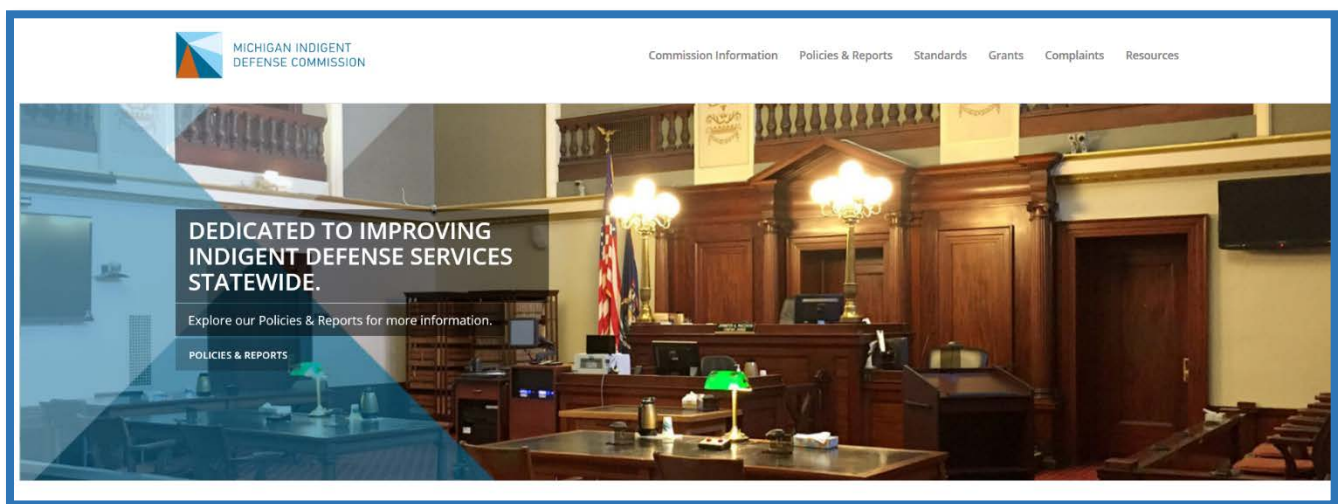 MICHIGAN INDIGENT
DEFENSE COMMISSION
Commission Information Policies & Reports Standards Grants Complaints Resources
DEDICATED TO IMPROVING
INDIGENT DEFENSE SERVICES
STATEWIDE.
Explore our Policies & Reports for more information.
POLICIES & REPORTS